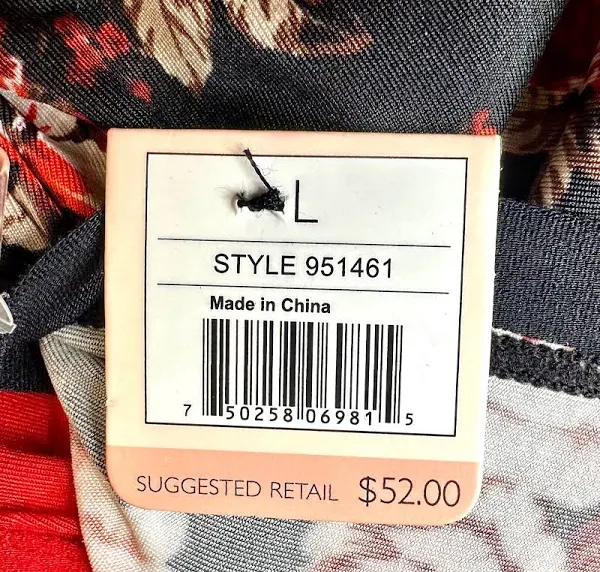 L
STYLE 951461
Made in China
7 50258 06981 5
SUGGESTED RETAIL $52.00